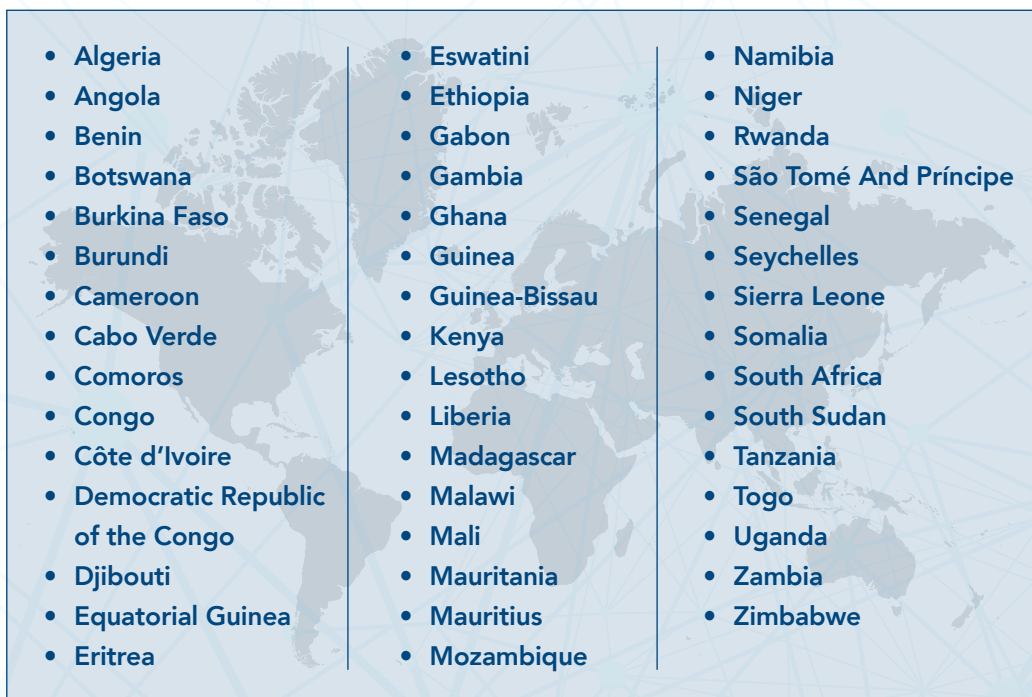 • Algeria
• Angola
• Benin
• Botswana
• Burkina Faso
• Burundi
• Cameroon
• Cabo Verde
• Comoros
• Congo
• Côte d’Ivoire
• Democratic Republic
of the Congo
• Djibouti
• Equatorial Guinea
• Eritrea
• Eswatini
• Ethiopia
• Gabon
• Gambia
• Ghana
• Guinea
• Guinea-Bissau
• Kenya
• Lesotho
• Liberia
• Madagascar
• Malawi
• Mali
• Mauritania
• Mauritius
• Mozambique
• Namibia
• Niger
• Rwanda
• São Tomé And Príncipe
• Senegal
• Seychelles
• Sierra Leone
• Somalia
• South Africa
• South Sudan
• Tanzania
• Togo
• Uganda
• Zambia
• Zimbabwe